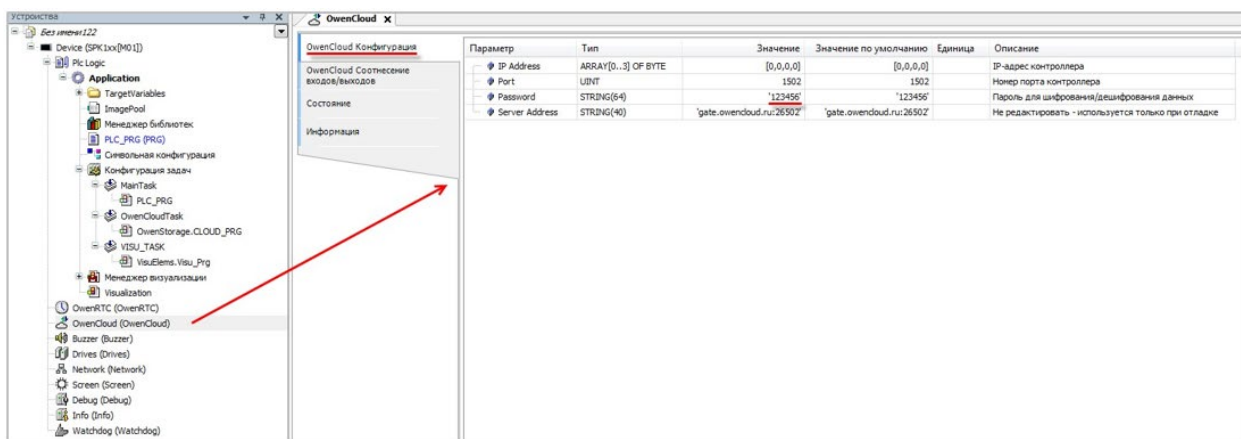 Устройства
Без имени122
Device (SPK1xx[M01])
Plc Logic
Application
TargetVariables
ImagePool
Менеджер библиотек
PLC_PRG (PRG)
Символьная конфигурация
Конфигурация задач
MainTask
PLC_PRG
OwenCloudTask
OwenStorage.CLOUD_PRG
VISU_TASK
VisuElems.Visu_Prg
Менеджер визуализации
Visualization
OwenRTC (OwenRTC)
OwenCloud (OwenCloud)
Buzzer (Buzzer)
Drives (Drives)
Network (Network)
Screen (Screen)
Debug (Debug)
Info (Info)
Watchdog (Watchdog)
OwenCloud
OwenCloud Конфигурация
OwenCloud Соотнесение
входов/выходов
Состояние
Информация
Параметр Тип Значение Значение по умолчанию Единица Описание
IP Address ARRAY[0..3] OF BYTE [0,0,0,0] [0,0,0,0] IP-адрес контроллера
Port UINT 1502 1502 Номер порта контроллера
Password STRING(64) '123456' '123456' Пароль для шифрования/дешифрования данных
Server Address STRING(40) 'gate.owencloud.ru:26502' 'gate.owencloud.ru:26502' Не редактировать - используется только при отладке